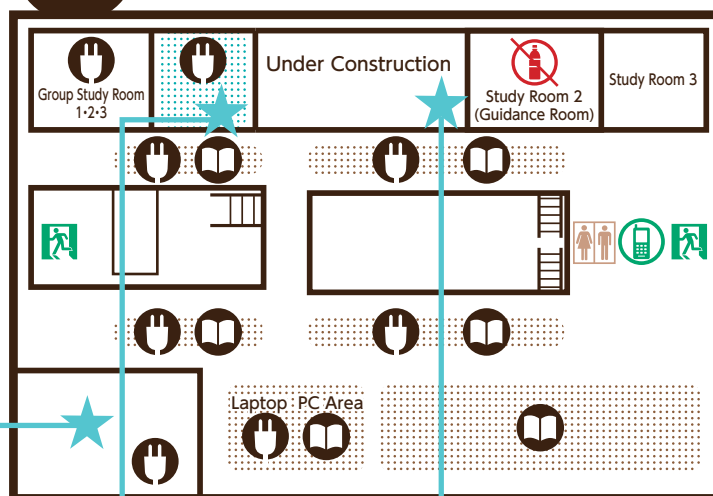 Group Study Room
1・2・3
Under Construction
Study Room 2
(Guidance Room)
Study Room 3
Laptop PC Area